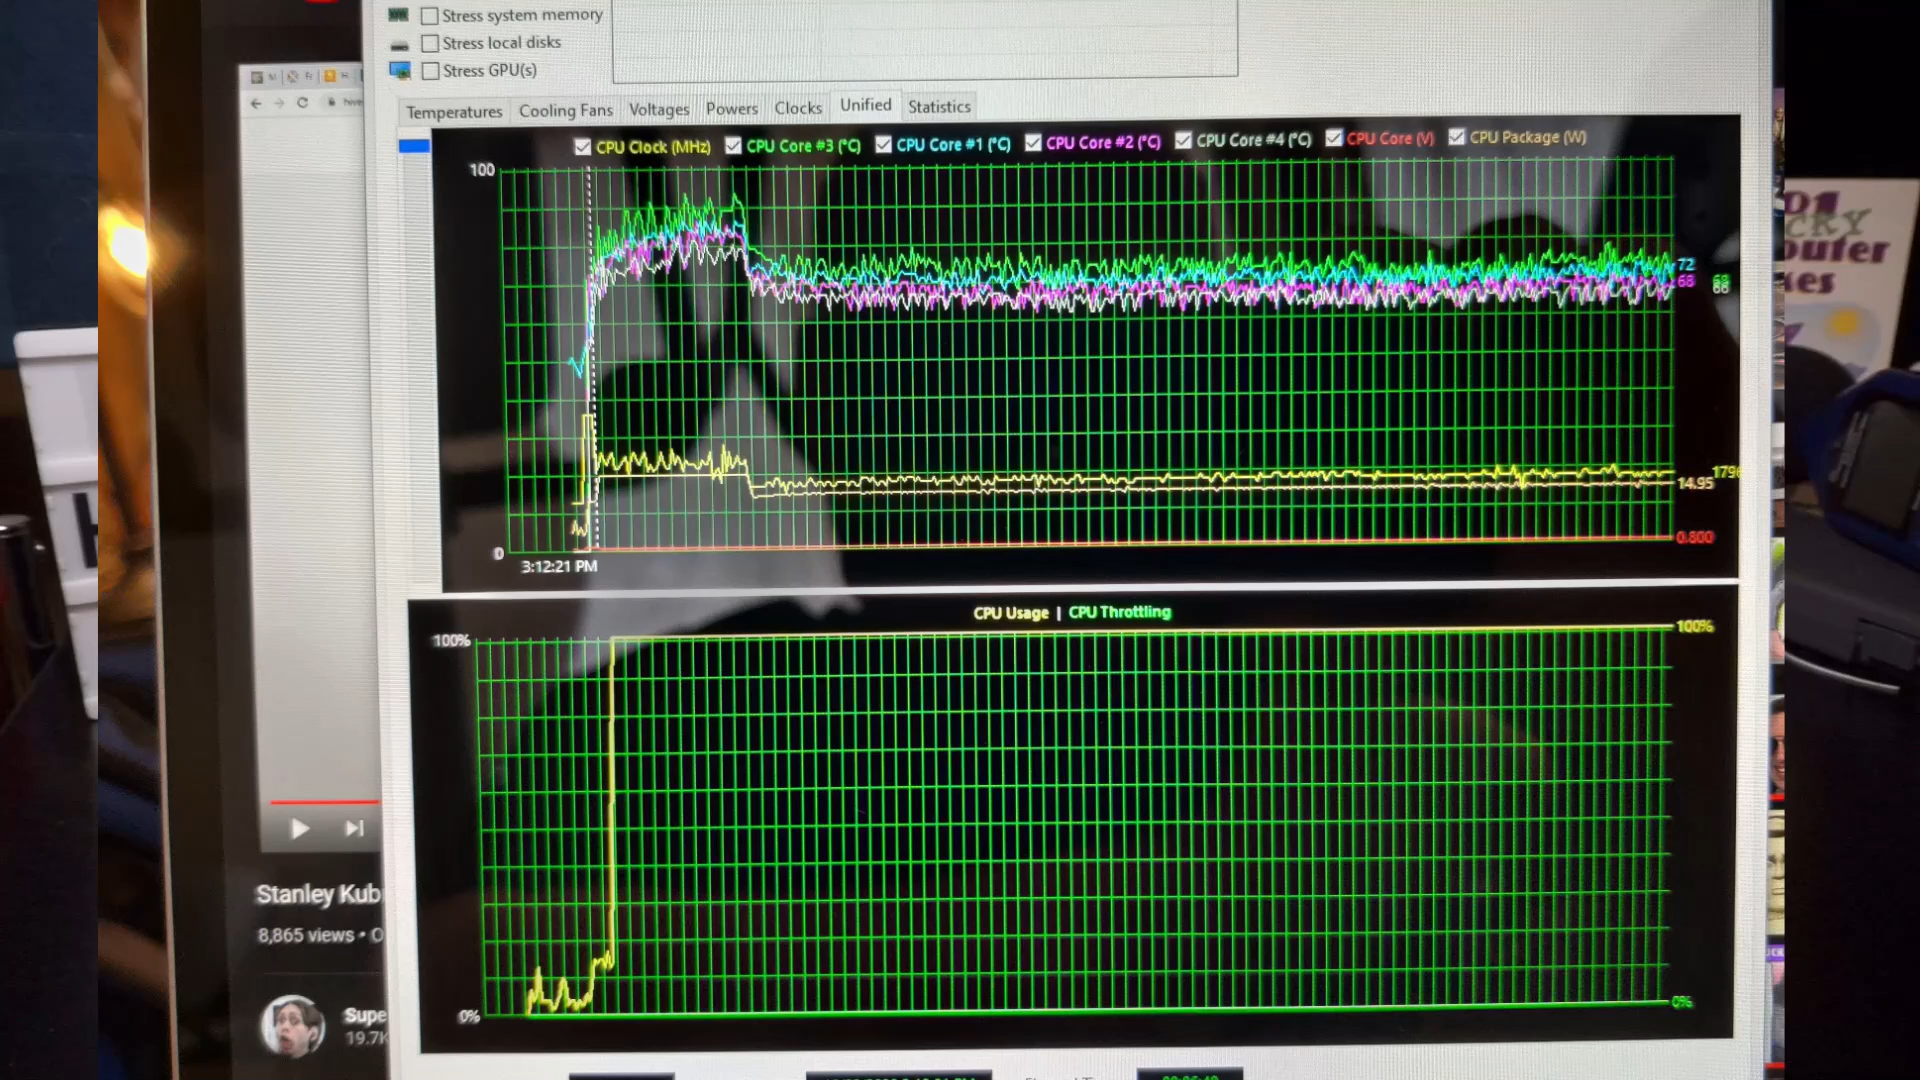 Stress system memory
Stress local disks
Stress GPU(s)
Temperatures Cooling Fans Voltages Powers Clocks Unified Statistics
CPU Clock (MHz) CPU Core #3 (°C) CPU Core #1 (°C) CPU Core #2 (°C) CPU Core #4 (°C) CPU Core (V) CPU Package (W)
100
72
68
1796
14.95
0.800
0
3:12:21 PM
CPU Usage | CPU Throttling
100%
100%
0%
0%
Stanley Kub
8,865 views • O
Supe
19.7K
CRY
puter